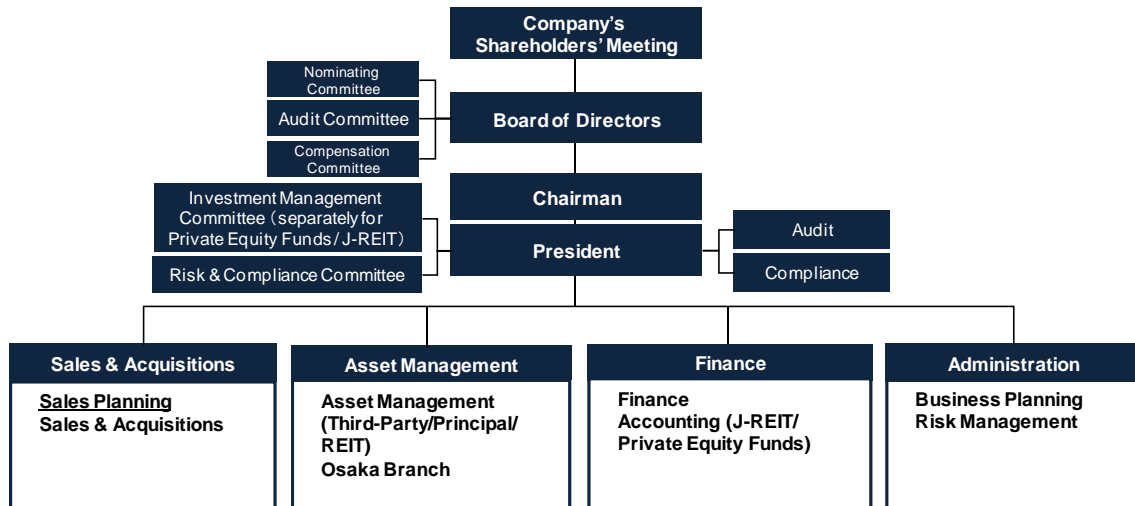 Company's
Shareholders' Meeting
Nominating
Committee
Audit Committee
Compensation
Committee
Board of Directors
Chairman
Investment Management
Committee（separately for
Private Equity Funds / J-REIT）
Risk & Compliance Committee
President
Audit
Compliance
Sales & Acquisitions
Sales Planning
Sales & Acquisitions
Asset Management
Asset Management
(Third-Party/Principal/
REIT)
Osaka Branch
Finance
Finance
Accounting (J-REIT/
Private Equity Funds)
Administration
Business Planning
Risk Management